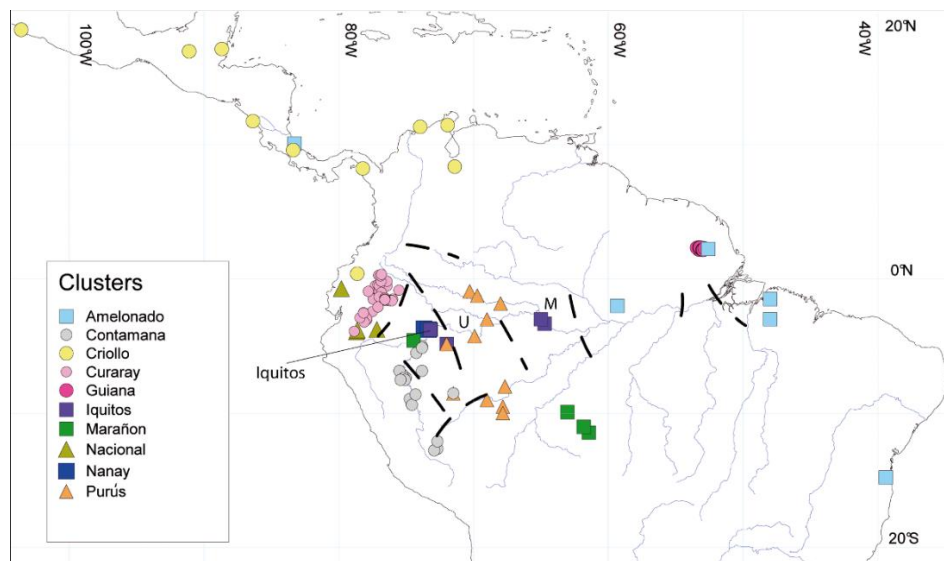 100°W
80°W
60°W
40°W
20°N
0°N
20°S
M
U
Iquitos
Clusters
Amelonado
Contamana
Criollo
Curaray
Guiana
Iquitos
Marañon
Nacional
Nanay
Purús